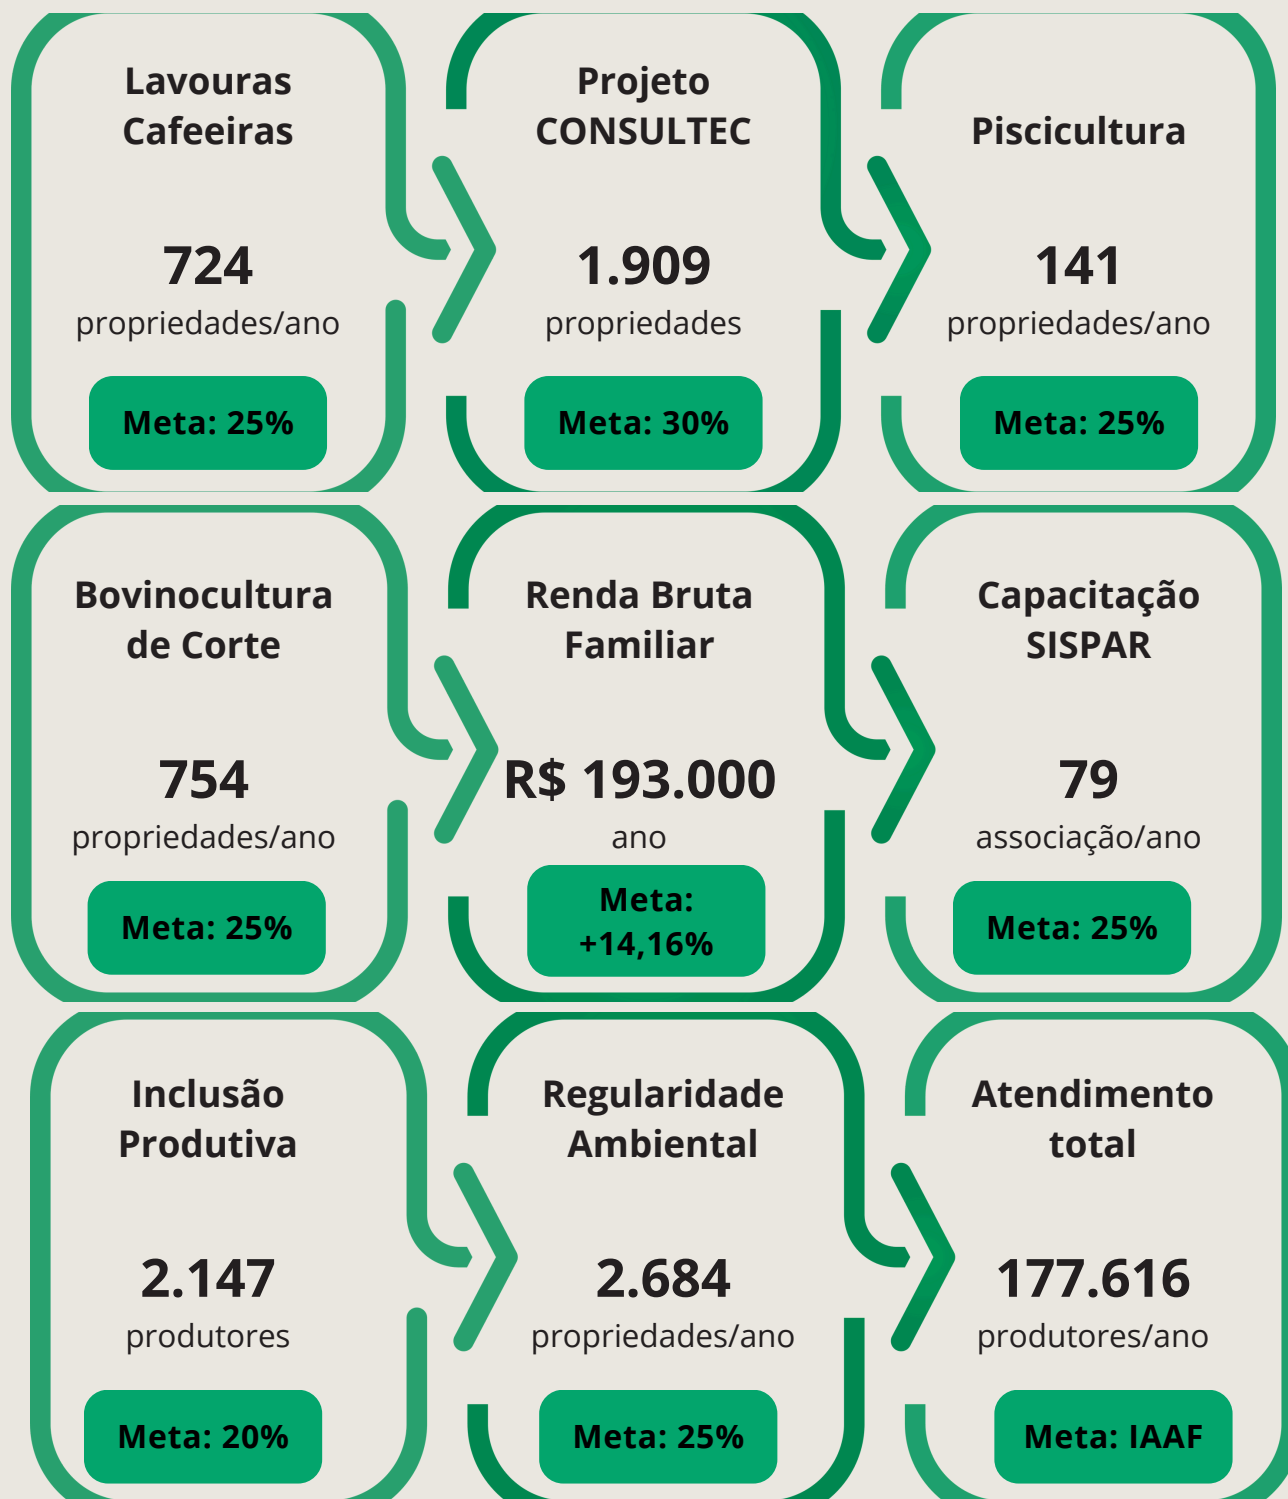 Lavouras
Cafeeiras
724
propriedades/ano
Meta: 25%
Projeto
CONSULTEC
1.909
propriedades
Meta: 30%
Piscicultura
141
propriedades/ano
Meta: 25%
Bovinocultura
de Corte
754
propriedades/ano
Meta: 25%
Renda Bruta
Familiar
R$ 193.000
ano
Meta:
+14,16%
Capacitação
SISPAR
79
associação/ano
Meta: 25%
Inclusão
Produtiva
2.147
produtores
Meta: 20%
Regularidade
Ambiental
2.684
propriedades/ano
Meta: 25%
Atendimento
total
177.616
produtores/ano
Meta: IAAF